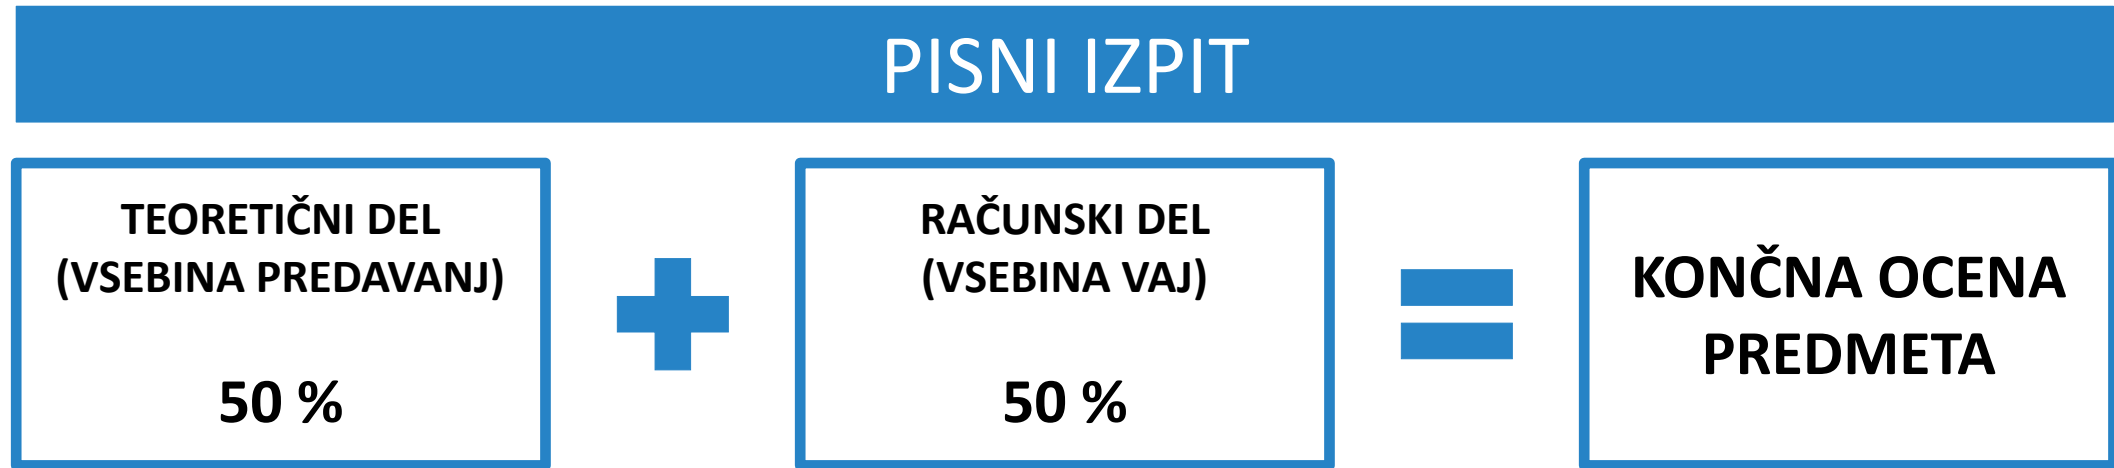 PISNI IZPIT
TEORETIČNI DEL
(VSEBINA PREDAVANJ)
50 %
RAČUNSKI DEL
(VSEBINA VAJ)
50 %
KONČNA OCENA
PREDMETA